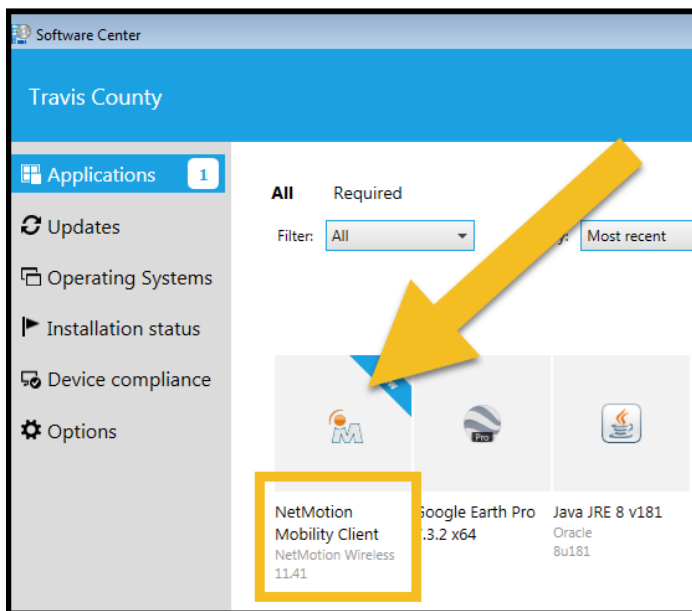 Software Center
Travis County
Applications 1
Updates
Operating Systems
Installation status
Device compliance
Options
All Required
Filter: All Most recent
Pro
NetMotion
Mobility Client
NetMotion Wireless
11.41
Google Earth Pro
.3.2 x64
Java JRE 8 v181
Oracle
8u181